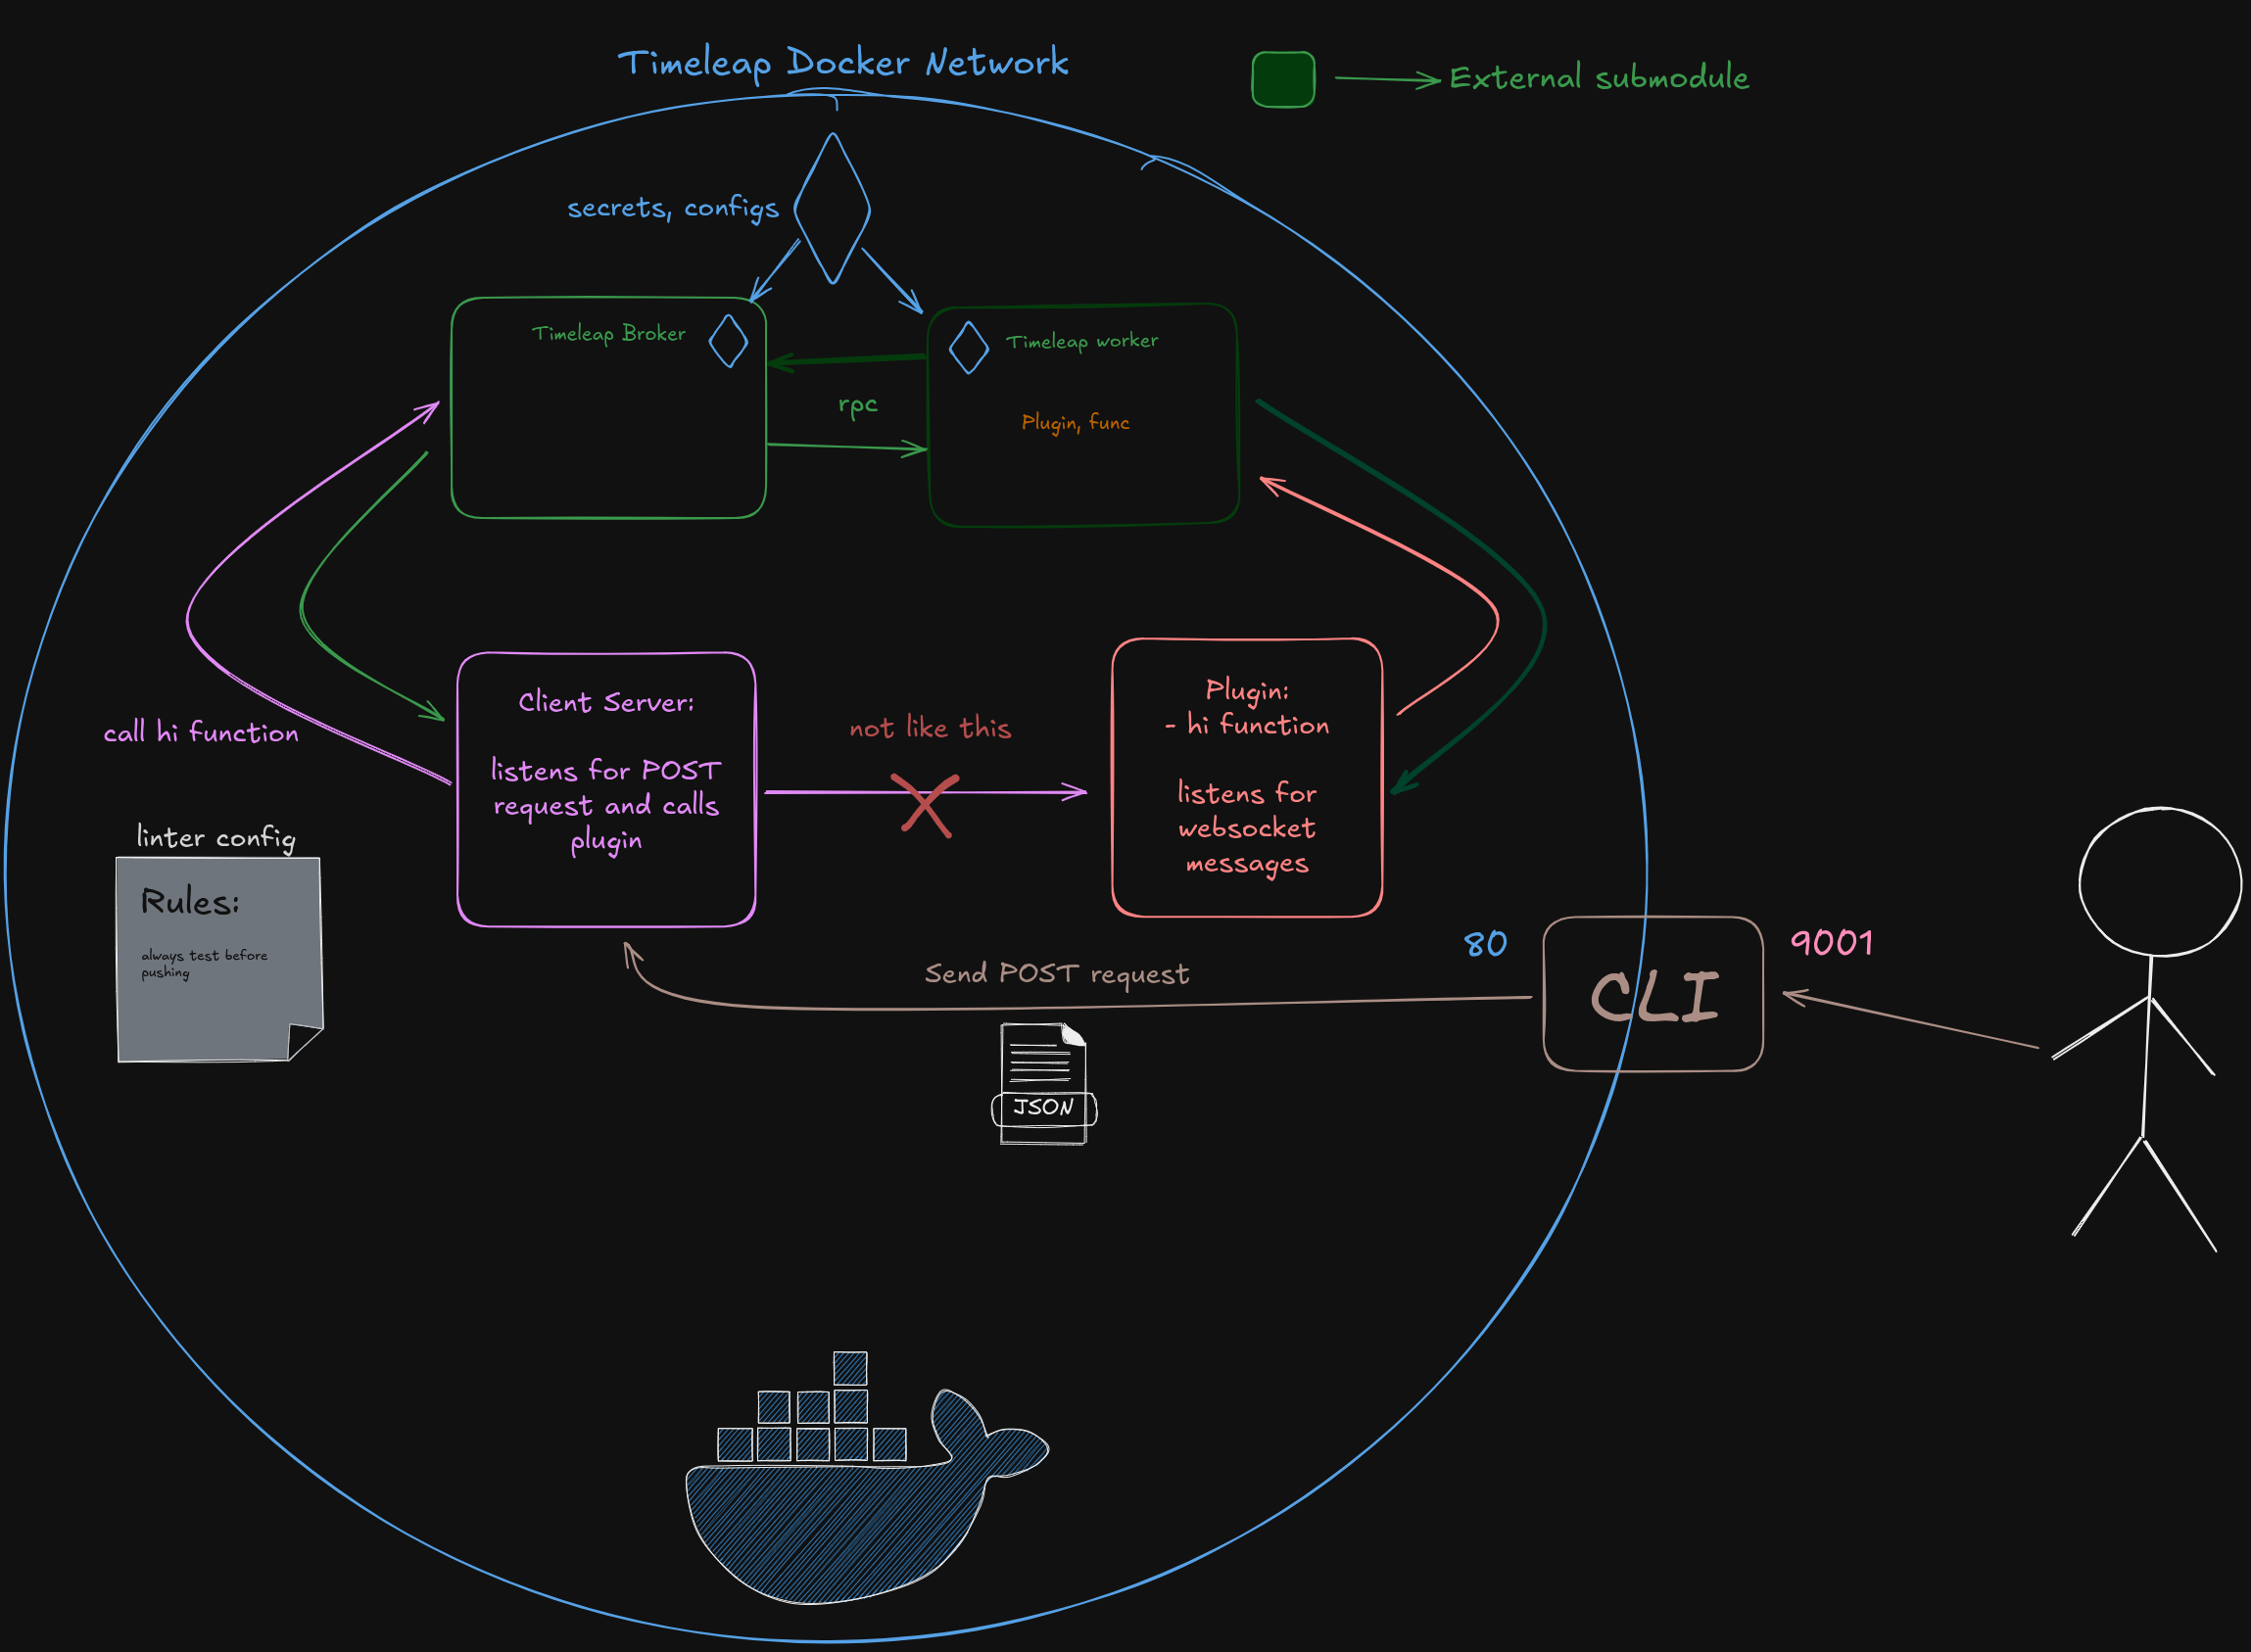 Timeleap Docker Network
External submodule
secrets, configs
Timeleap Broker
Timeleap worker
rpc
Plugin, func
Client Server:
listens for POST
request and calls
plugin
call hi function
not like this
Plugin:
- hi function
listens for
websocket
messages
linter config
Rules:
always test before
pushing
80
CLI
9001
Send POST request
JSON